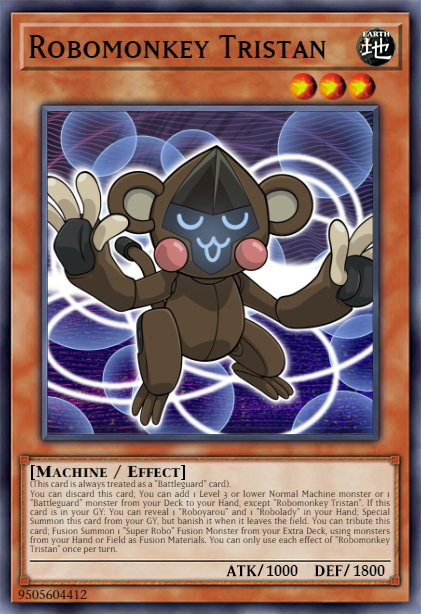 Robomonkey Tristan
EARTH
地
[Machine / Effect]
(This card is always treated as a "Battleguard" card).
You can discard this card; You can add 1 Level 3 or lower Normal Machine monster or 1
"Battleguard" monster from your Deck to your Hand, except "Robomonkey Tristan". If this
card is in your GY: You can reveal 1 "Roboyarou" and 1 "Robolady" in your Hand; Special
Summon this card from your GY, but banish it when it leaves the field. You can tribute this
card; Fusion Summon 1 "Super Robo" Fusion Monster from your Extra Deck, using monsters
from your Hand or Field as Fusion Materials. You can only use each effect of "Robomonkey
Tristan" once per turn.
ATK/1000 DEF/1800
9505604412